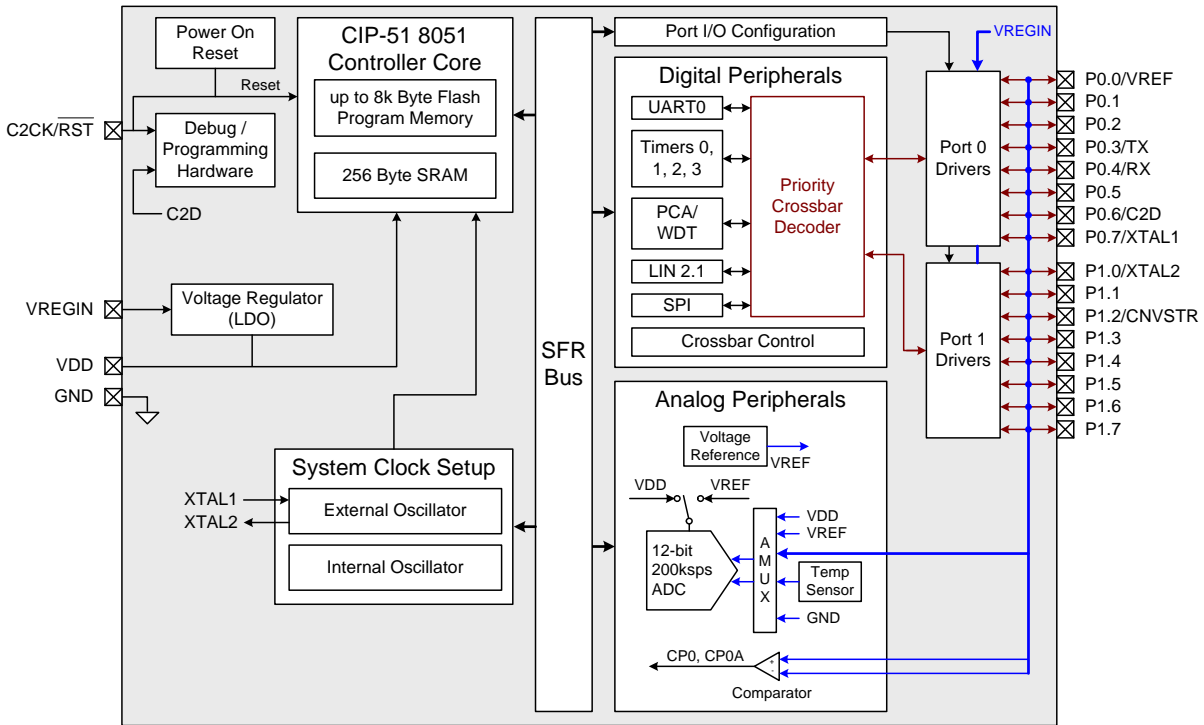 Power On
Reset
Reset
C2CK/RST
Debug /
Programming
Hardware
C2D
VREGIN
Voltage Regulator
(LDO)
VDD
GND
CIP-51 8051
Controller Core
up to 8k Byte Flash
Program Memory
256 Byte SRAM
System Clock Setup
XTAL1
XTAL2
External Oscillator
Internal Oscillator
SFR
Bus
Port I/O Configuration
Digital Peripherals
UART0
Timers 0,
1, 2, 3
PCA/
WDT
LIN 2.1
SPI
Priority
Crossbar
Decoder
Crossbar Control
Analog Peripherals
Voltage
Reference
VREF
VDD
VREF
12-bit
200ksps
ADC
A
M
U
X
VDD
VREF
Temp
Sensor
GND
CP0, CP0A
+
-
Comparator
VREGIN
Port 0
Drivers
Port 1
Drivers
P0.0/VREF
P0.1
P0.2
P0.3/TX
P0.4/RX
P0.5
P0.6/C2D
P0.7/XTAL1
P1.0/XTAL2
P1.1
P1.2/CNVSTR
P1.3
P1.4
P1.5
P1.6
P1.7